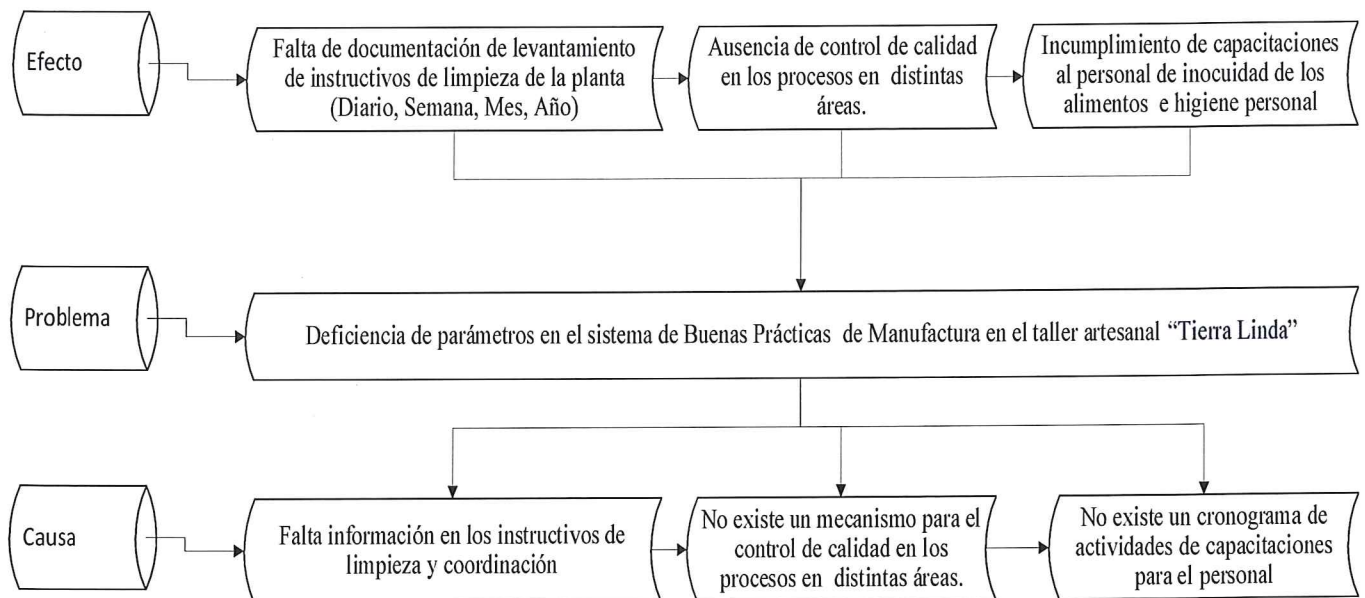 Efecto
Falta de documentación de levantamiento
de instructivos de limpieza de la planta
(Diario, Semana, Mes, Año)
Ausencia de control de calidad
en los procesos en distintas
áreas.
Incumplimiento de capacitaciones
al personal de inocuidad de los
alimentos e higiene personal
Problema
Deficiencia de parámetros en el sistema de Buenas Prácticas de Manufactura en el taller artesanal “Tierra Linda”
Causa
Falta información en los instructivos de
limpieza y coordinación
No existe un mecanismo para el
control de calidad en los
procesos en distintas áreas.
No existe un cronograma de
actividades de capacitaciones
para el personal